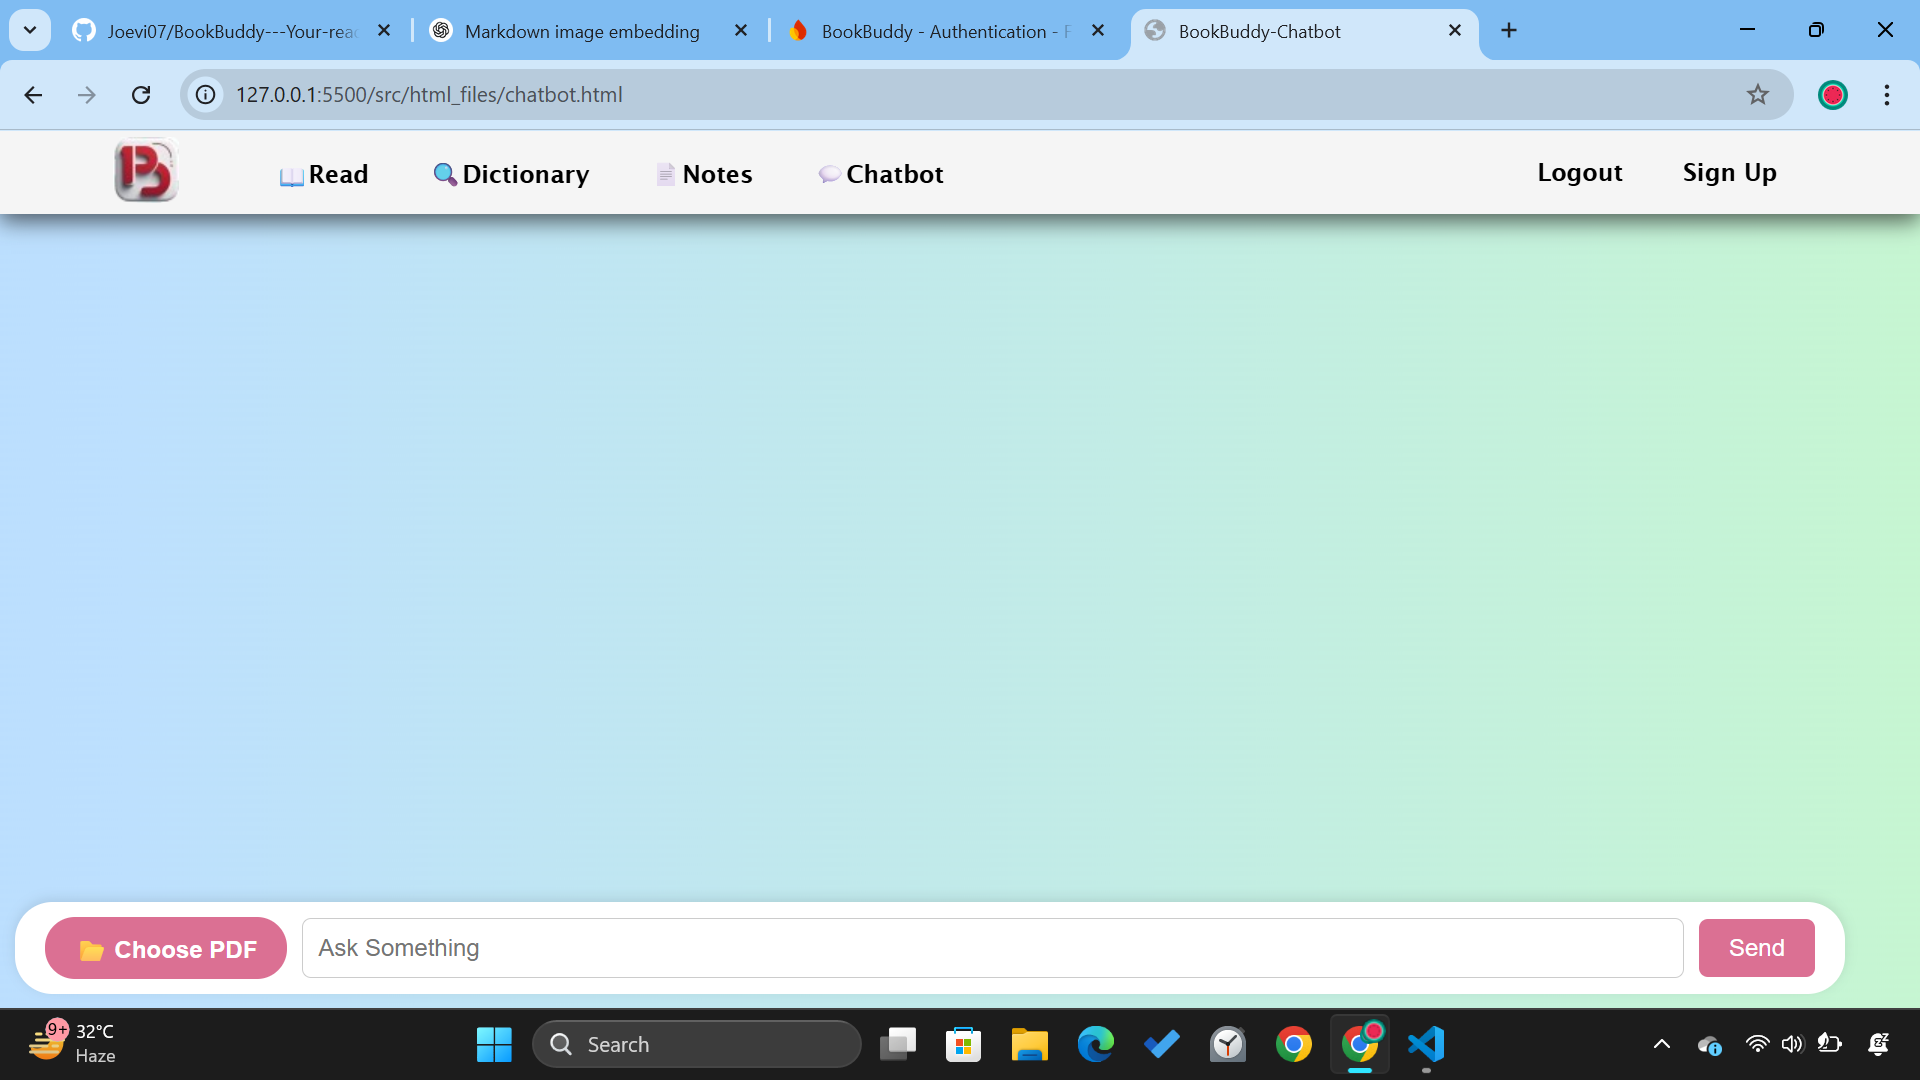 Joevi07/BookBuddy---Your-rea
Markdown image embedding
BookBuddy - Authentication - F
BookBuddy-Chatbot
127.0.0.1:5500/src/html_files/chatbot.html
Read
Dictionary
Notes
Chatbot
Logout
Sign Up
Choose PDF
Ask Something
Send
9+
32°C
Haze
Search